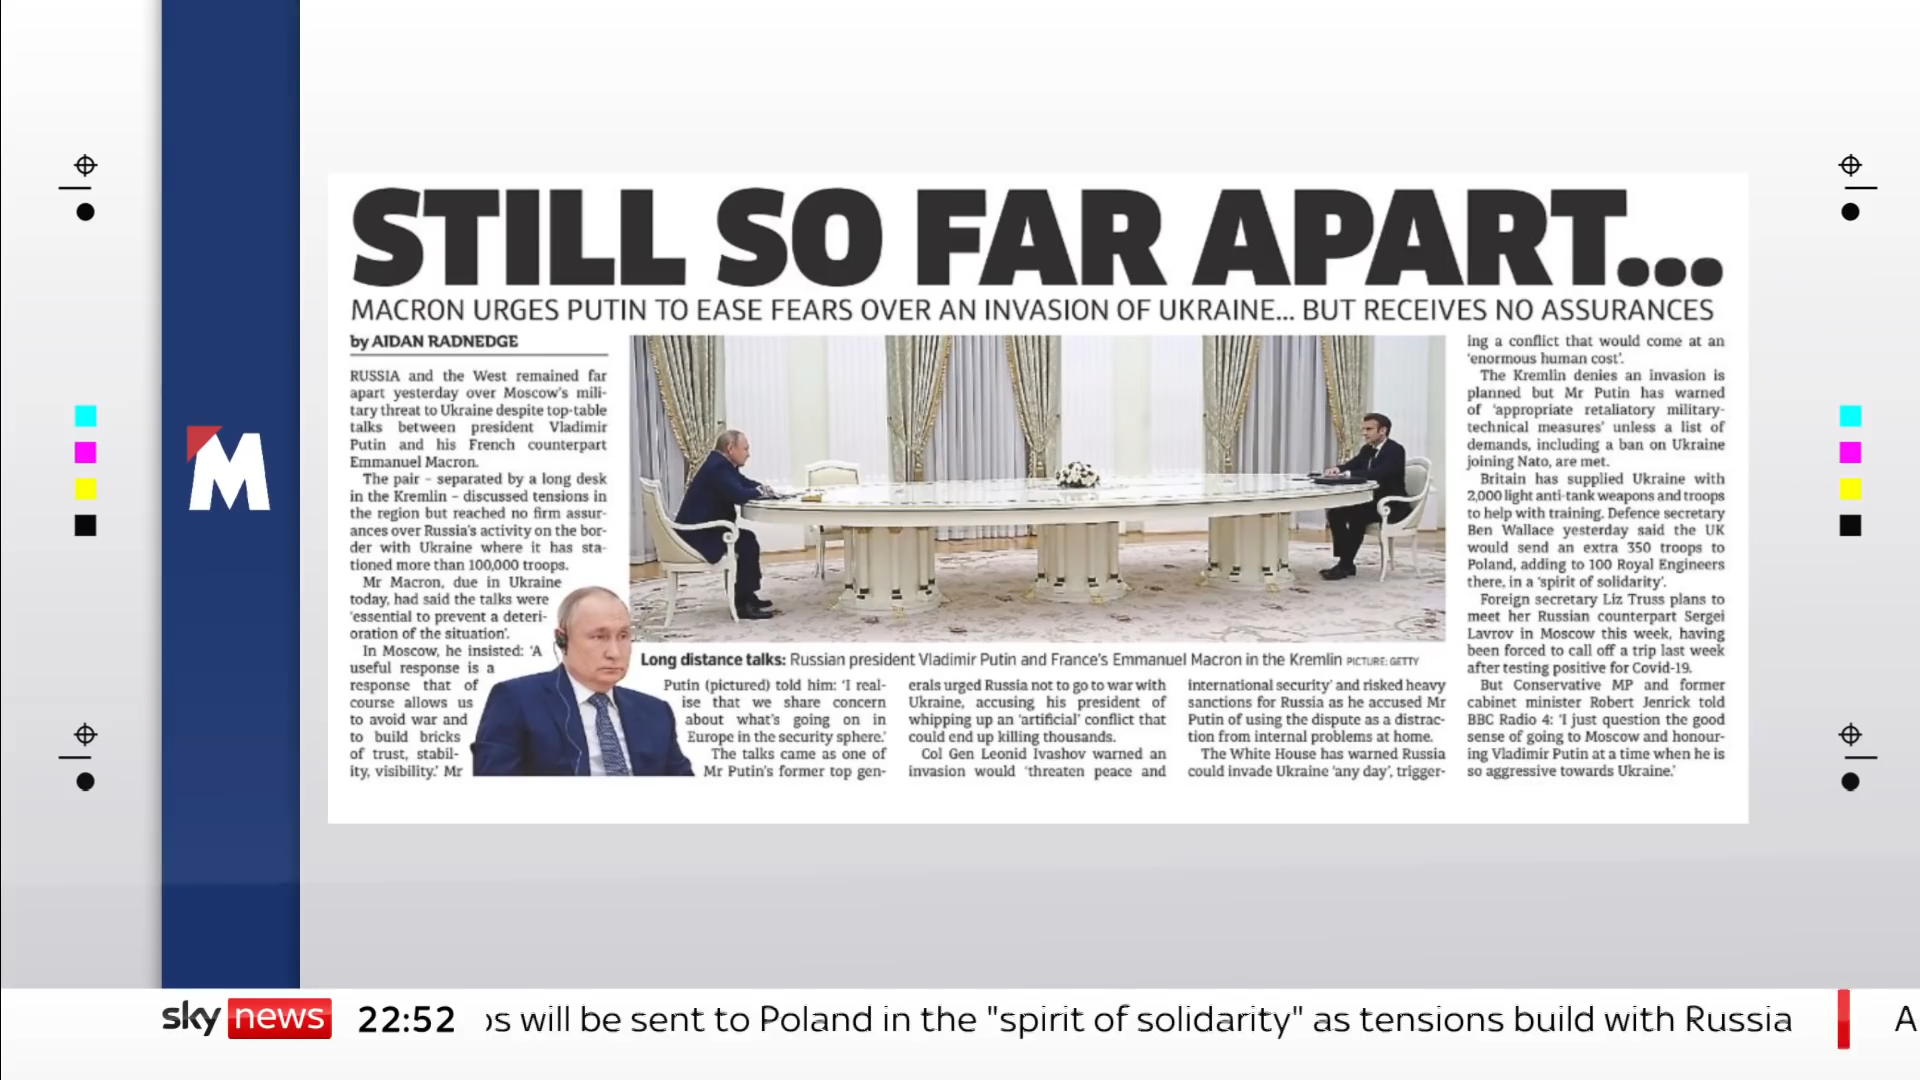 STILL SO FAR APART...
MACRON URGES PUTIN TO EASE FEARS OVER AN INVASION OF UKRAINE... BUT RECEIVES NO ASSURANCES
by AIDAN RADNEDGE
RUSSIA and the West remained far
apart yesterday over Moscow's mili-
tary threat to Ukraine despite top-table
talks between president Vladimir
Putin and his French counterpart
Emmanuel Macron.
The pair – separated by a long desk
in the Kremlin – discussed tensions in
the region but reached no firm assur-
ances over Russia's activity on the bor-
der with Ukraine where it has sta-
tioned more than 100,000 troops.
Mr Macron, due in Ukraine
today, had said the talks were
'essential to prevent a deteri-
oration of the situation'.
In Moscow, he insisted: 'A
useful response is a
response that of
course allows us
to avoid war and
to build bricks
of trust, stabil-
ity, visibility.' Mr
Long distance talks: Russian president Vladimir Putin and France's Emmanuel Macron in the Kremlin PICTURE: GETTY
Putin (pictured) told him: 'I real-
ise that we share concern
about what's going on in
Europe in the security sphere.'
The talks came as one of
Mr Putin's former top gen-
erals urged Russia not to go to war with
Ukraine, accusing his president of
whipping up an 'artificial' conflict that
could end up killing thousands.
Col Gen Leonid Ivashov warned an
invasion would 'threaten peace and
international security' and risked heavy
sanctions for Russia as he accused Mr
Putin of using the dispute as a distrac-
tion from internal problems at home.
The White House has warned Russia
could invade Ukraine 'any day', trigger-
ing a conflict that would come at an
'enormous human cost'.
The Kremlin denies an invasion is
planned but Mr Putin has warned
of 'appropriate retaliatory military-
technical measures' unless a list of
demands, including a ban on Ukraine
joining Nato, are met.
Britain has supplied Ukraine with
2,000 light anti-tank weapons and troops
to help with training. Defence secretary
Ben Wallace yesterday said the UK
would send an extra 350 troops to
Poland, adding to 100 Royal Engineers
there, in a 'spirit of solidarity'.
Foreign secretary Liz Truss plans to
meet her Russian counterpart Sergei
Lavrov in Moscow this week, having
been forced to call off a trip last week
after testing positive for Covid-19.
But Conservative MP and former
cabinet minister Robert Jenrick told
BBC Radio 4: 'I just question the good
sense of going to Moscow and honour-
ing Vladimir Putin at a time when he is
so aggressive towards Ukraine.'
M
sky news 22:52 s will be sent to Poland in the "spirit of solidarity" as tensions build with Russia A